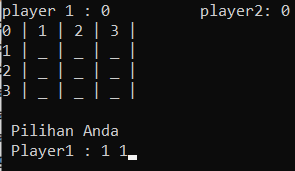 player 1 : 0 player2: 0
0 | 1 | 2 | 3 |
1 | _ | _ | _ |
2 | _ | _ | _ |
3 | _ | _ | _ |
Pilihan Anda
Player1 : 1 1